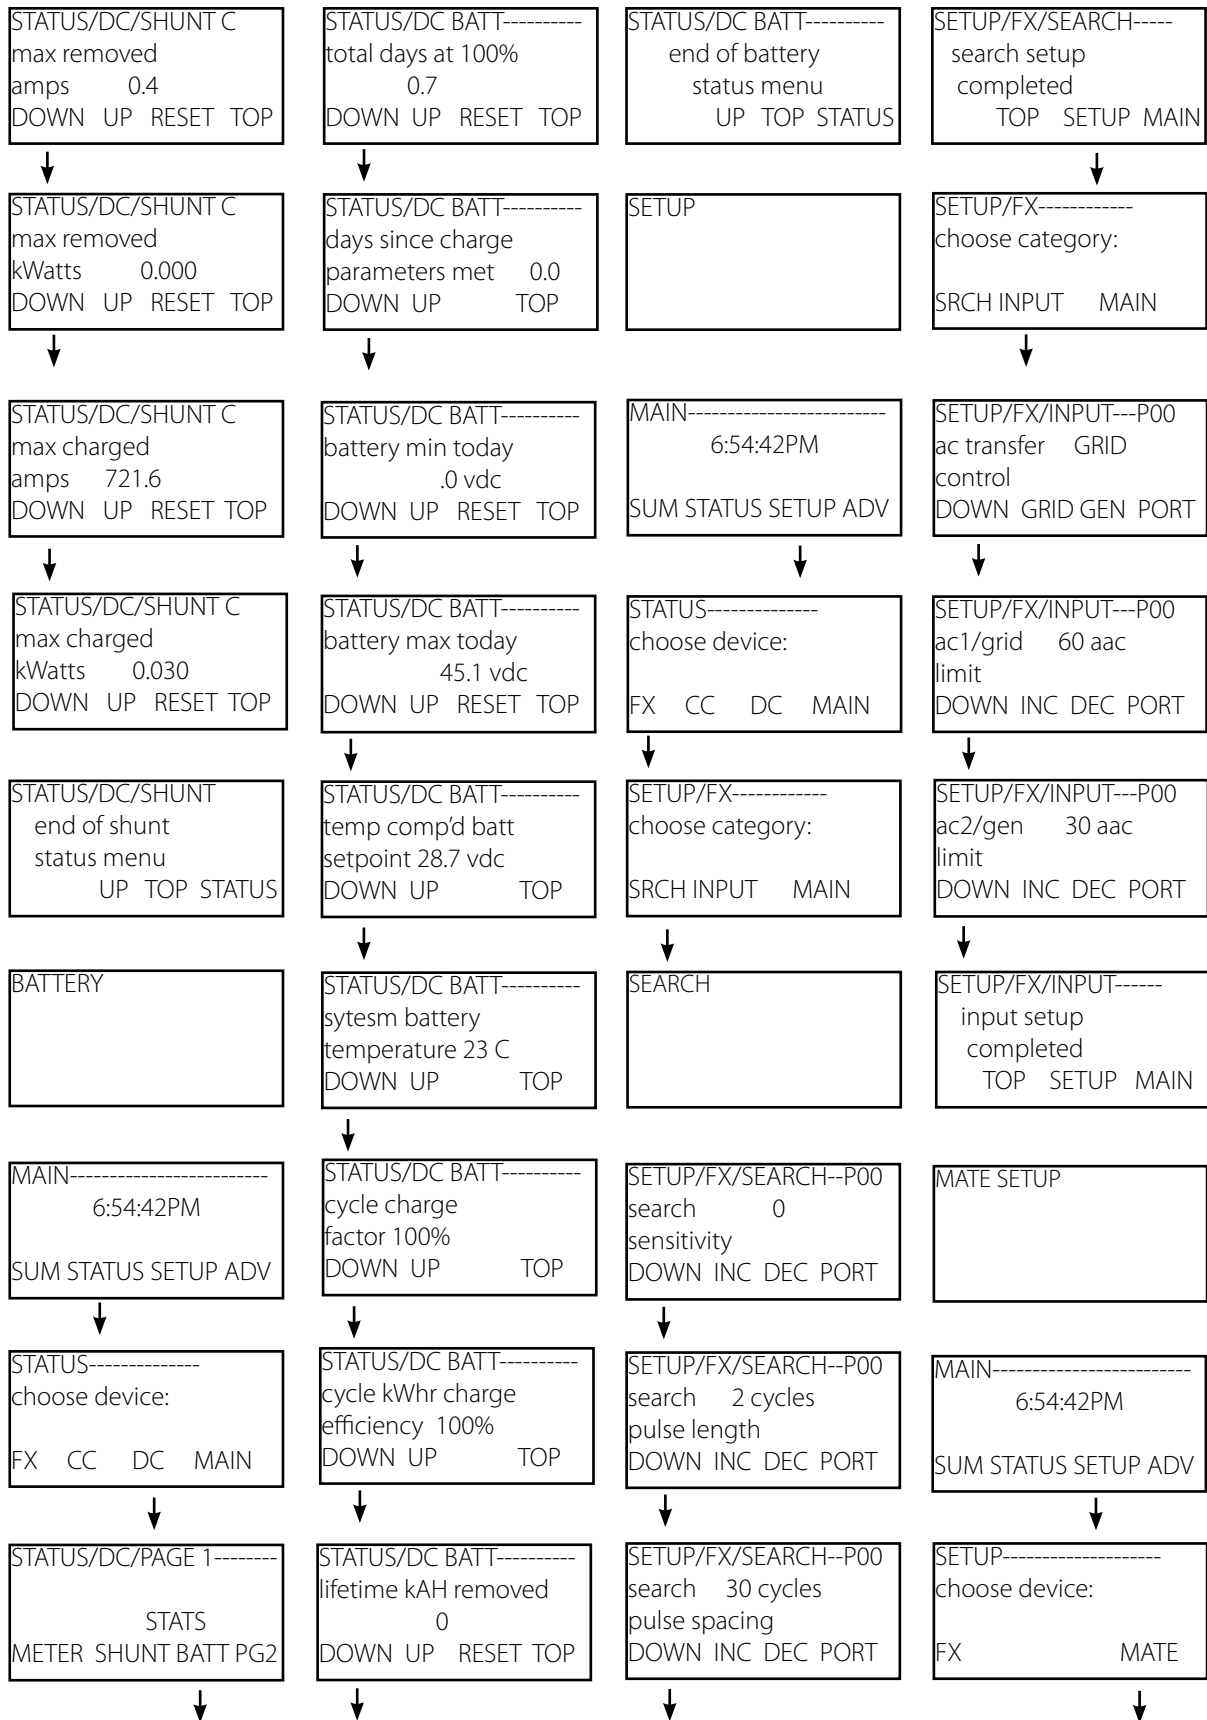 STATUS/DC/SHUNT C
max removed
amps 0.4
DOWN UP RESET TOP
STATUS/DC/SHUNT C
max removed
kWatts 0.000
DOWN UP RESET TOP
STATUS/DC/SHUNT C
max charged
amps 721.6
DOWN UP RESET TOP
STATUS/DC/SHUNT C
max charged
kWatts 0.030
DOWN UP RESET TOP
STATUS/DC/SHUNT
end of shunt
status menu
UP TOP STATUS
BATTERY
MAIN-------------------------
6:54:42PM
SUM STATUS SETUP ADV
STATUS--------------
choose device:
FX CC DC MAIN
STATUS/DC/PAGE 1--------
STATS
METER SHUNT BATT PG2
STATUS/DC BATT----------
total days at 100%
0.7
DOWN UP RESET TOP
STATUS/DC BATT----------
days since charge
parameters met 0.0
DOWN UP TOP
STATUS/DC BATT----------
battery min today
.0 vdc
DOWN UP RESET TOP
STATUS/DC BATT----------
battery max today
45.1 vdc
DOWN UP RESET TOP
STATUS/DC BATT----------
temp comp’d batt
setpoint 28.7 vdc
DOWN UP TOP
STATUS/DC BATT----------
sytesm battery
temperature 23 C
DOWN UP TOP
STATUS/DC BATT----------
cycle charge
factor 100%
DOWN UP TOP
STATUS/DC BATT----------
cycle kWhr charge
efficiency 100%
DOWN UP TOP
STATUS/DC BATT----------
lifetime kAH removed
0
DOWN UP RESET TOP
STATUS/DC BATT----------
end of battery
status menu
UP TOP STATUS
SETUP
MAIN-------------------------
6:54:42PM
SUM STATUS SETUP ADV
STATUS--------------
choose device:
FX CC DC MAIN
SETUP/FX------------
choose category:
SRCH INPUT MAIN
SEARCH
SETUP/FX/SEARCH--P00
search 0
sensitivity
DOWN INC DEC PORT
SETUP/FX/SEARCH--P00
search 2 cycles
pulse length
DOWN INC DEC PORT
SETUP/FX/SEARCH--P00
search 30 cycles
pulse spacing
DOWN INC DEC PORT
SETUP/FX/SEARCH-----
search setup
completed
TOP SETUP MAIN
SETUP/FX------------
choose category:
SRCH INPUT MAIN
SETUP/FX/INPUT---P00
ac transfer GRID
control
DOWN GRID GEN PORT
SETUP/FX/INPUT---P00
ac1/grid 60 aac
limit
DOWN INC DEC PORT
SETUP/FX/INPUT---P00
ac2/gen 30 aac
limit
DOWN INC DEC PORT
SETUP/FX/INPUT------
input setup
completed
TOP SETUP MAIN
MATE SETUP
MAIN-------------------------
6:54:42PM
SUM STATUS SETUP ADV
SETUP--------------------
choose device:
FX MATE